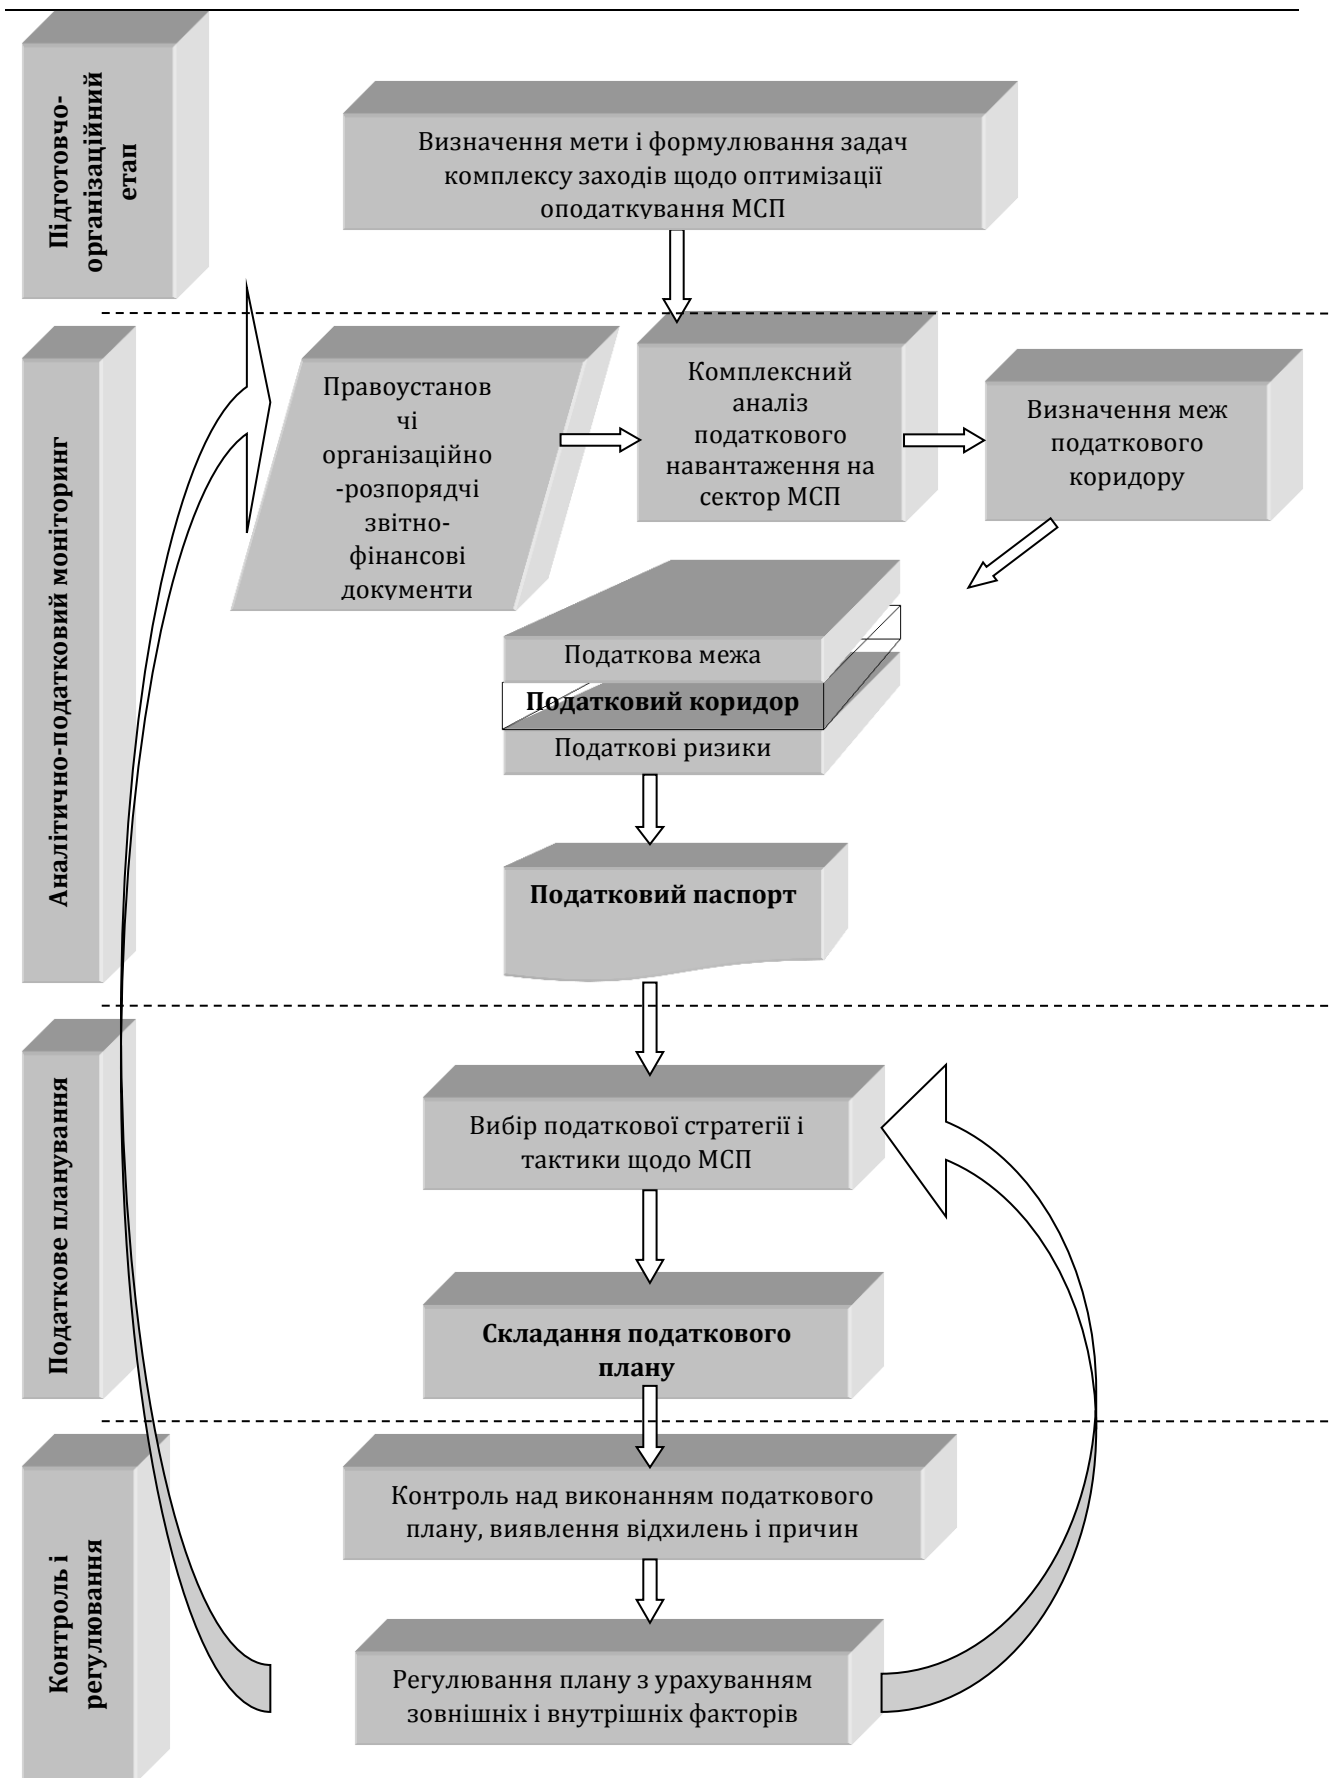 Підготовчо-
організаційний
етап
Визначення мети і формулювання задач
комплексу заходів щодо оптимізації
оподаткування МСП
Аналітично-податковий моніторинг
Правоустанов
чі
організаційно
-розпорядчі
звітно-
фінансові
документи
Комплексний
аналіз
податкового
навантаження на
сектор МСП
Визначення меж
податкового
коридору
Податкова межа
Податковий коридор
Податкові ризики
Податковий паспорт
Податкове планування
Вибір податкової стратегії і
тактики щодо МСП
Складання податкового
плану
Контроль і
регулювання
Контроль над виконанням податкового
плану, виявлення відхилень і причин
Регулювання плану з урахуванням
зовнішніх і внутрішніх факторів